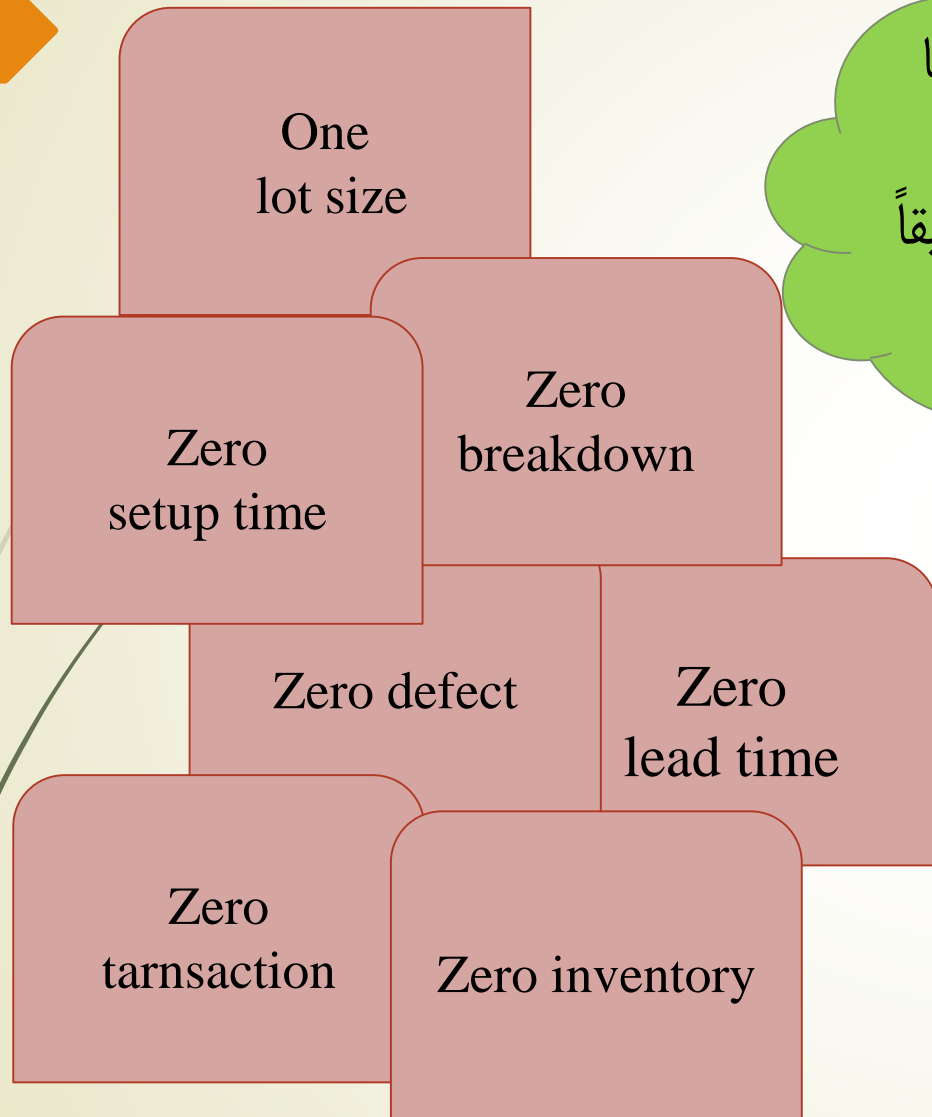 One
lot size
Zero
breakdown
Zero
setup time
Zero defect
Zero
lead time
Zero
tarnsaction
Zero inventory